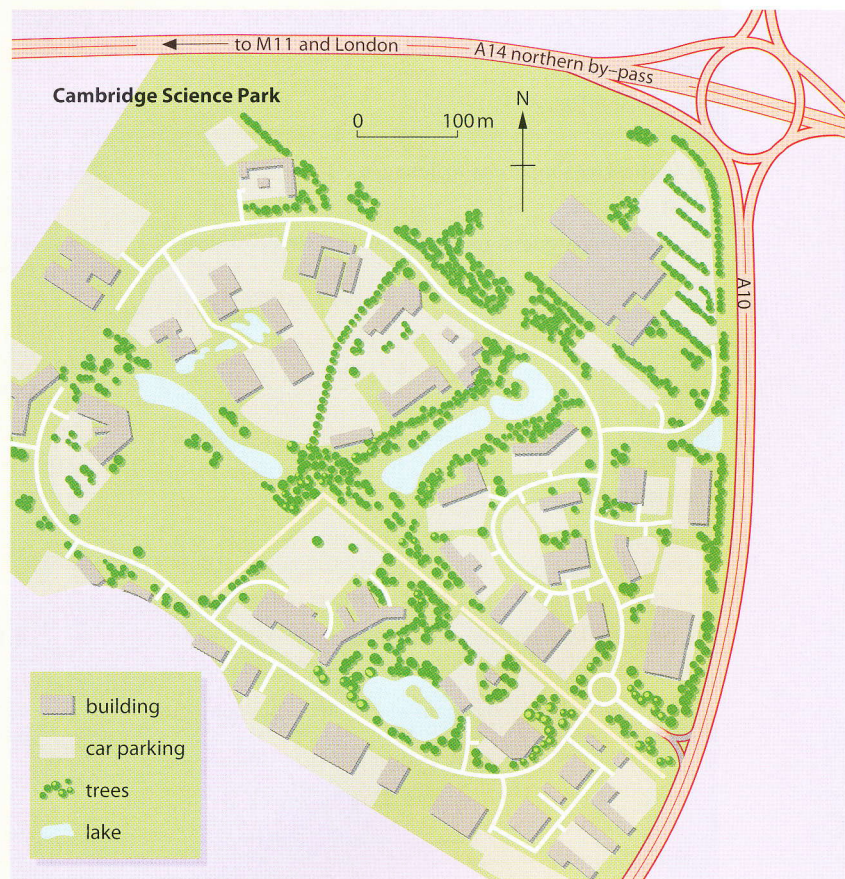 to M11 and London
A14 northern by-pass
Cambridge Science Park
0 100 m
N
A10
building
car parking
trees
lake